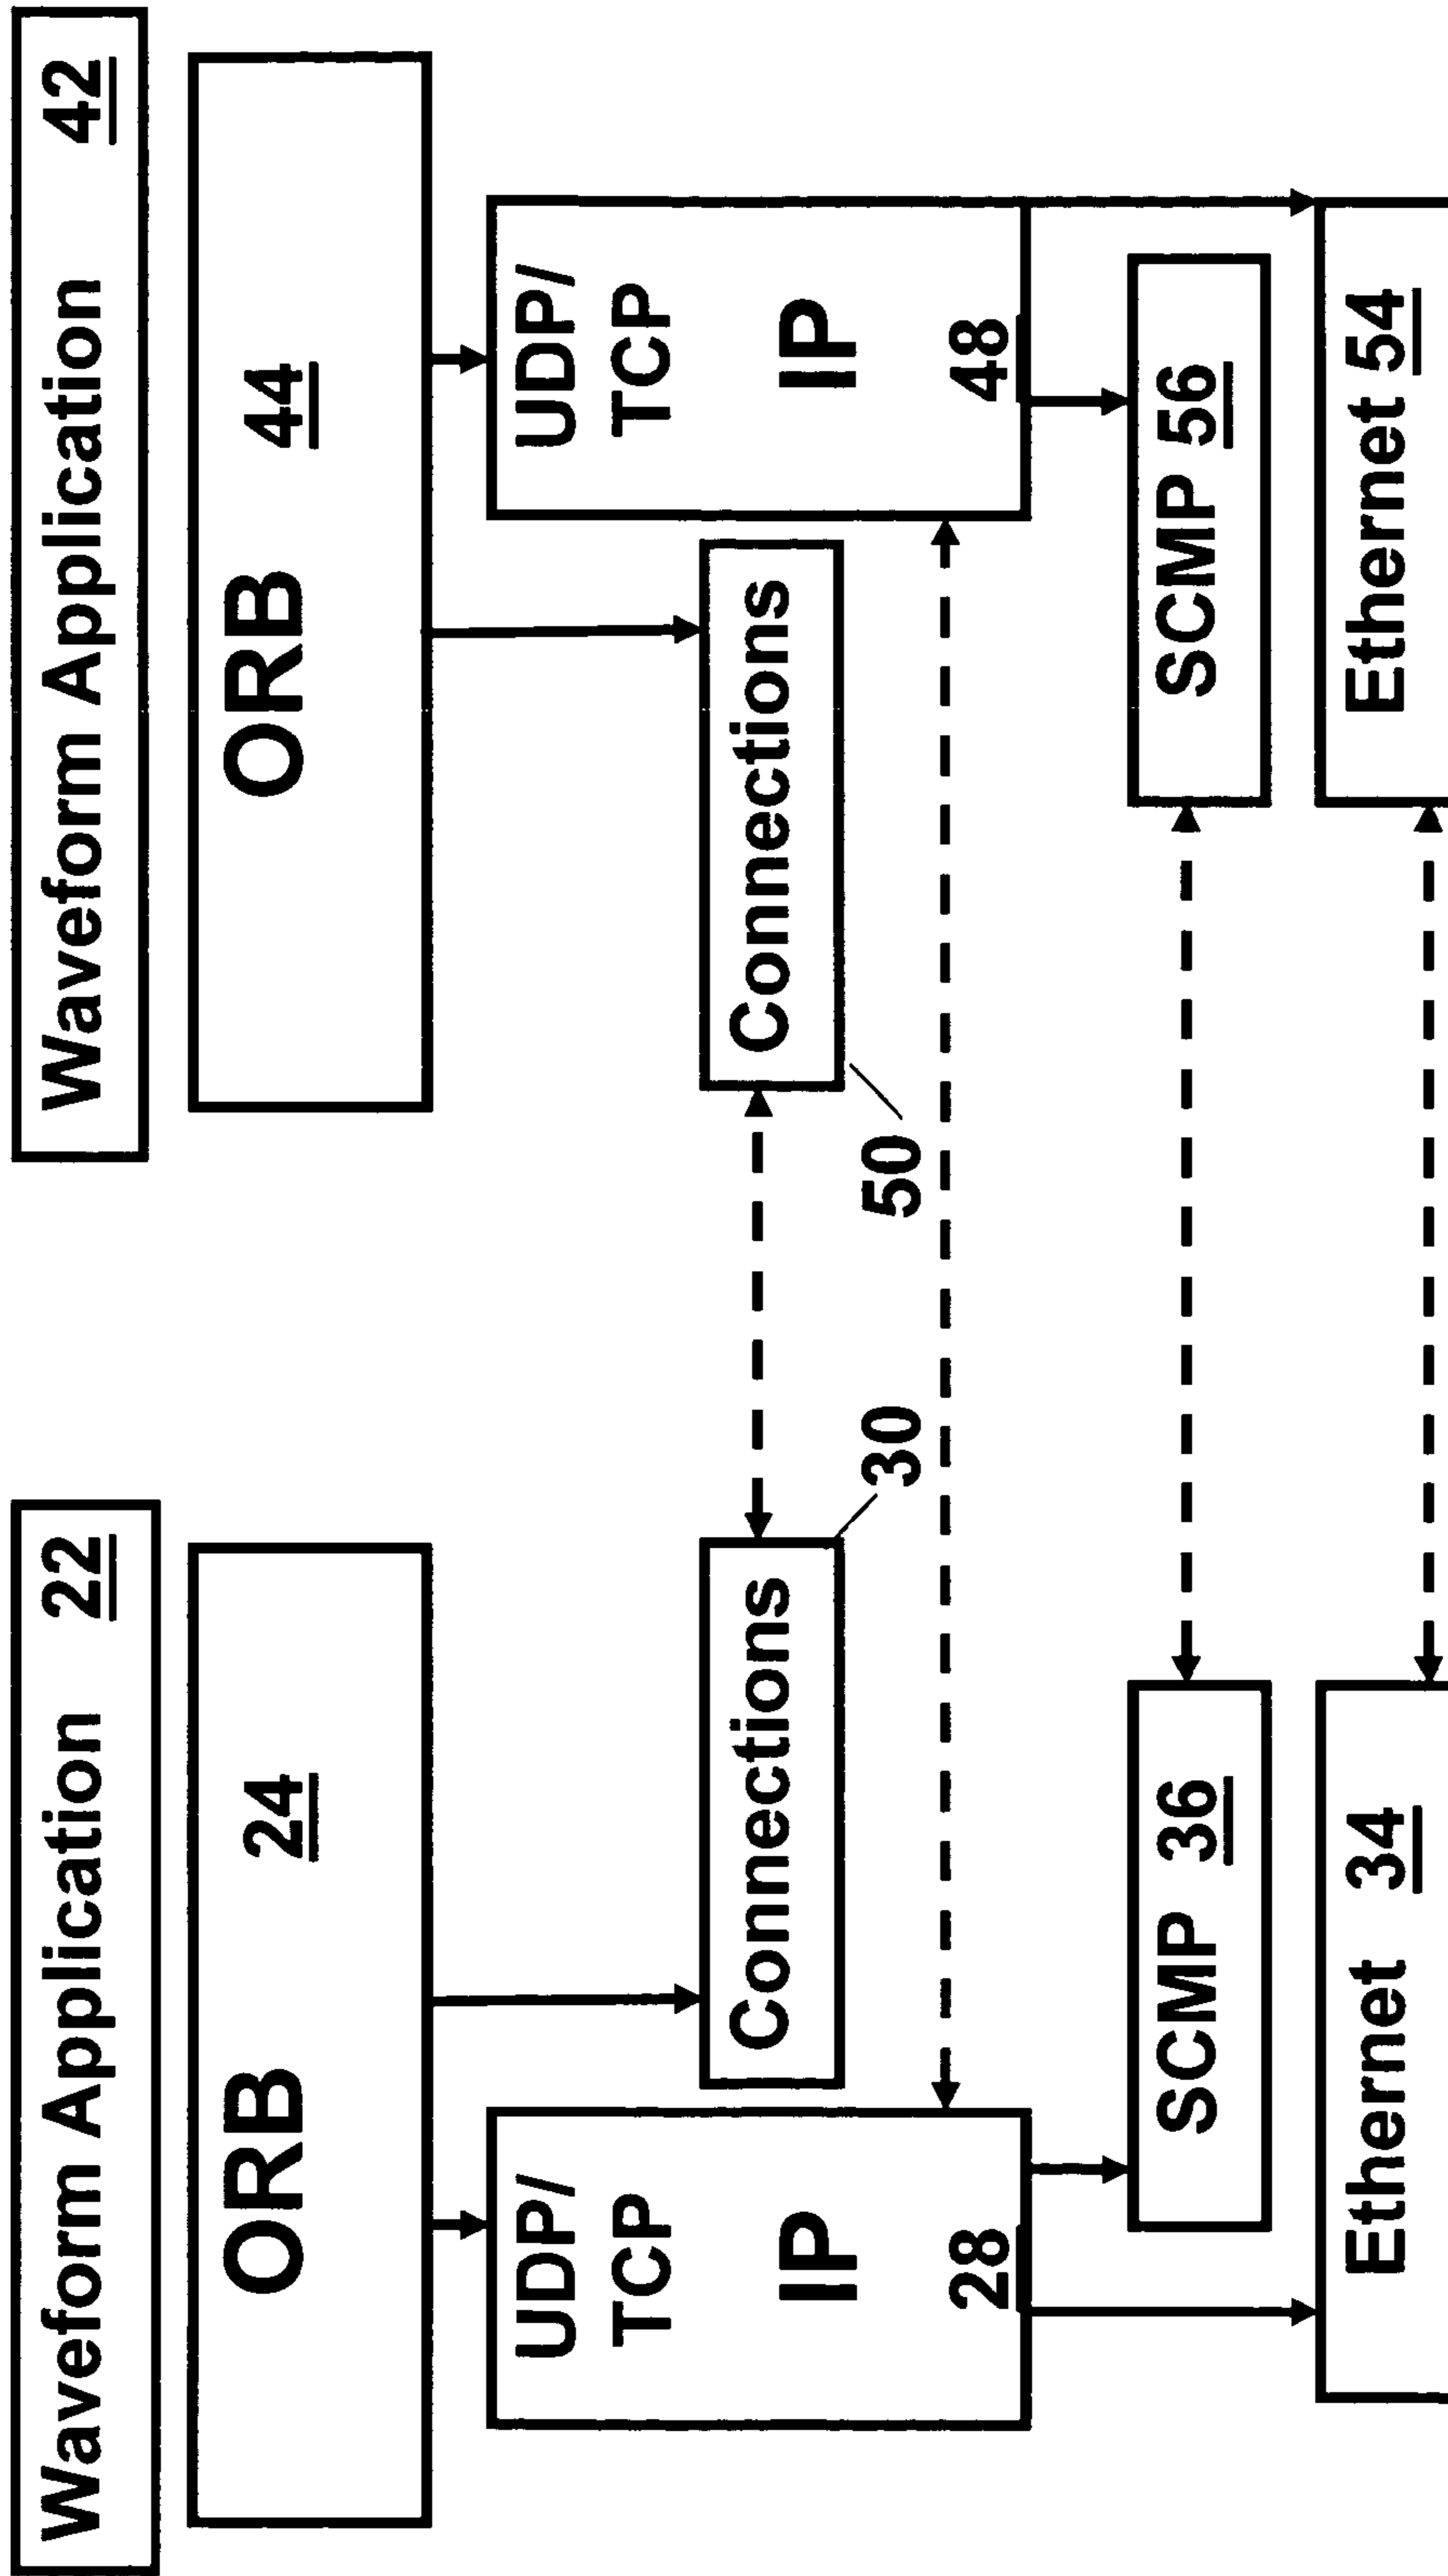 Waveform Application 22
ORB 24
UDP/
TCP
IP
28
Connections
30
SCMP 36
Ethernet 34
Waveform Application 42
ORB 44
Connections
50
UDP/
TCP
IP
48
SCMP 56
Ethernet 54